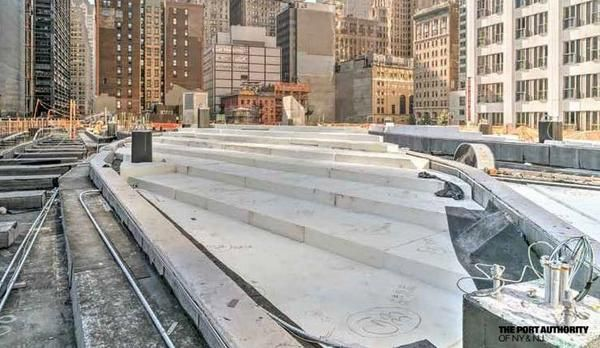 THE PORT AUTHORITY
OF NY & NJ